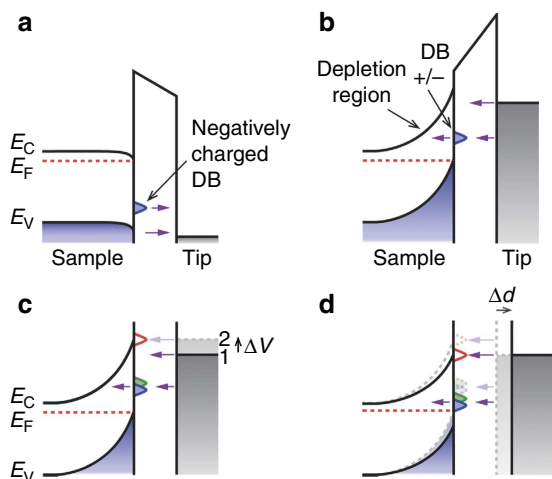 a
E_C
E_F
E_V
Negatively
charged
DB
Sample
Tip
b
Depletion
region
DB
+/−
Sample
Tip
c
E_C
E_F
E_V
2
1
ΔV
d
Δd